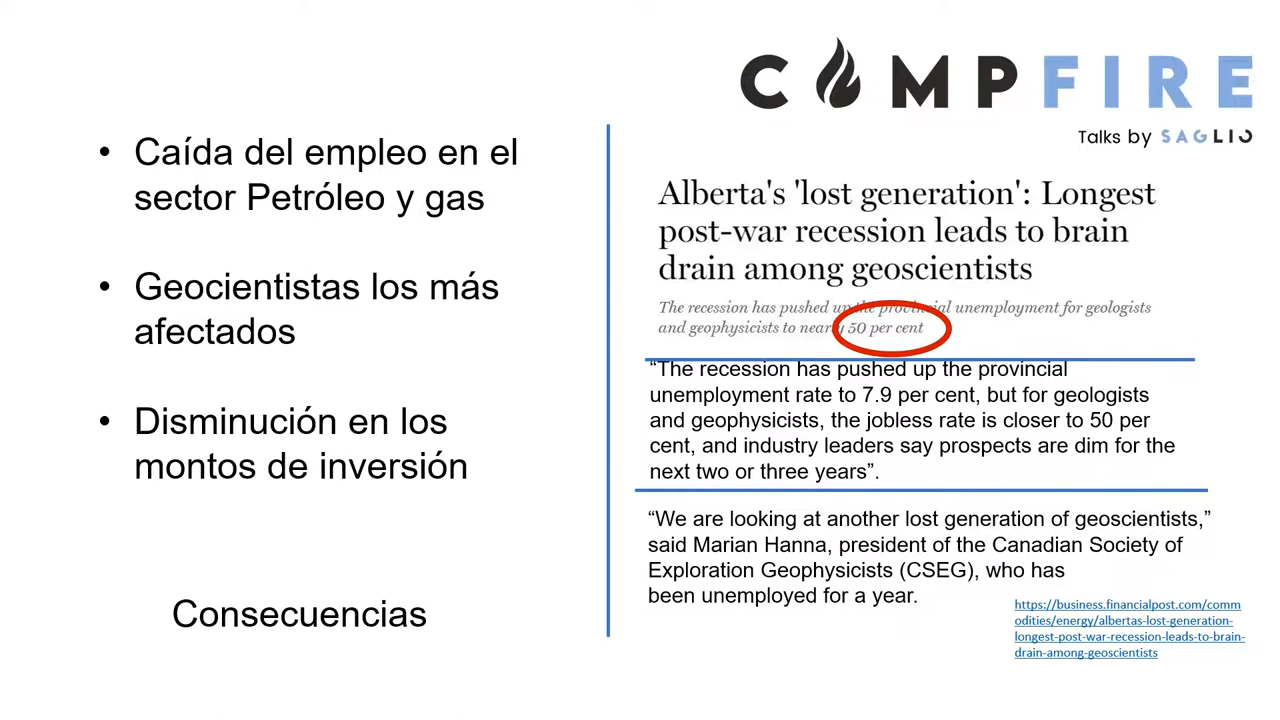 C MPFIRE
Talks by SAGLIO
• Caída del empleo en el
sector Petróleo y gas
• Geocientistas los más
afectados
• Disminución en los
montos de inversión
Consecuencias
Alberta's 'lost generation': Longest
post-war recession leads to brain
drain among geoscientists
The recession has pushed up the provincial unemployment for geologists
and geophysicists to nearly 50 per cent
“The recession has pushed up the provincial
unemployment rate to 7.9 per cent, but for geologists
and geophysicists, the jobless rate is closer to 50 per
cent, and industry leaders say prospects are dim for the
next two or three years”.
“We are looking at another lost generation of geoscientists,”
said Marian Hanna, president of the Canadian Society of
Exploration Geophysicists (CSEG), who has
been unemployed for a year.
https://business.financialpost.com/comm
odities/energy/albertas-lost-generation-
longest-post-war-recession-leads-to-brain-
drain-among-geoscientists